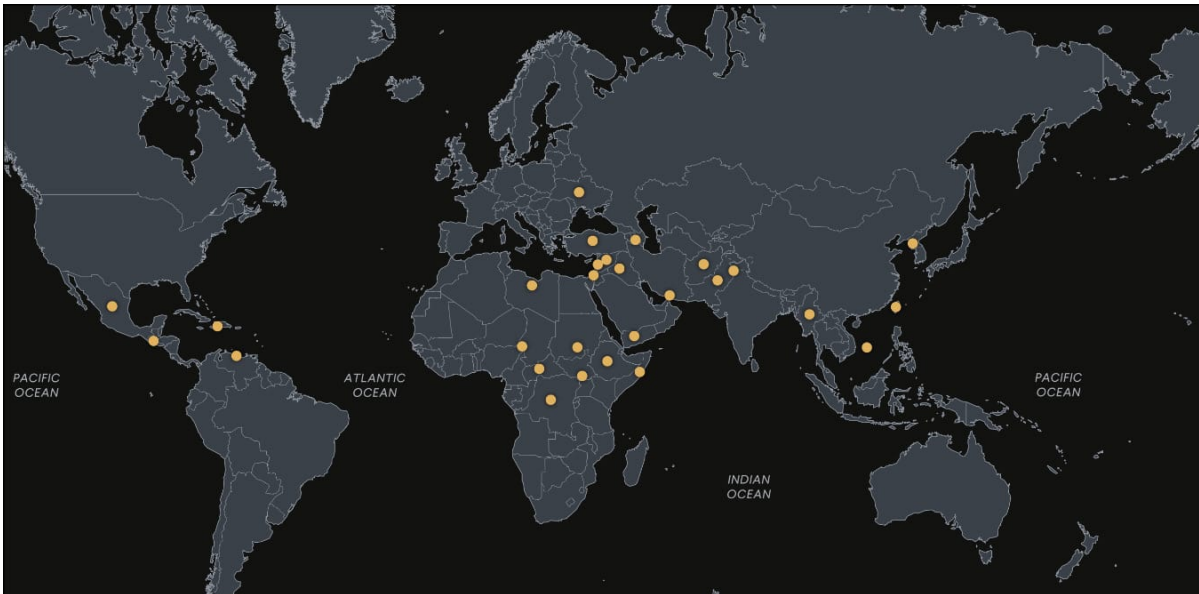 PACIFIC
OCEAN
ATLANTIC
OCEAN
PACIFIC
OCEAN
INDIAN
OCEAN